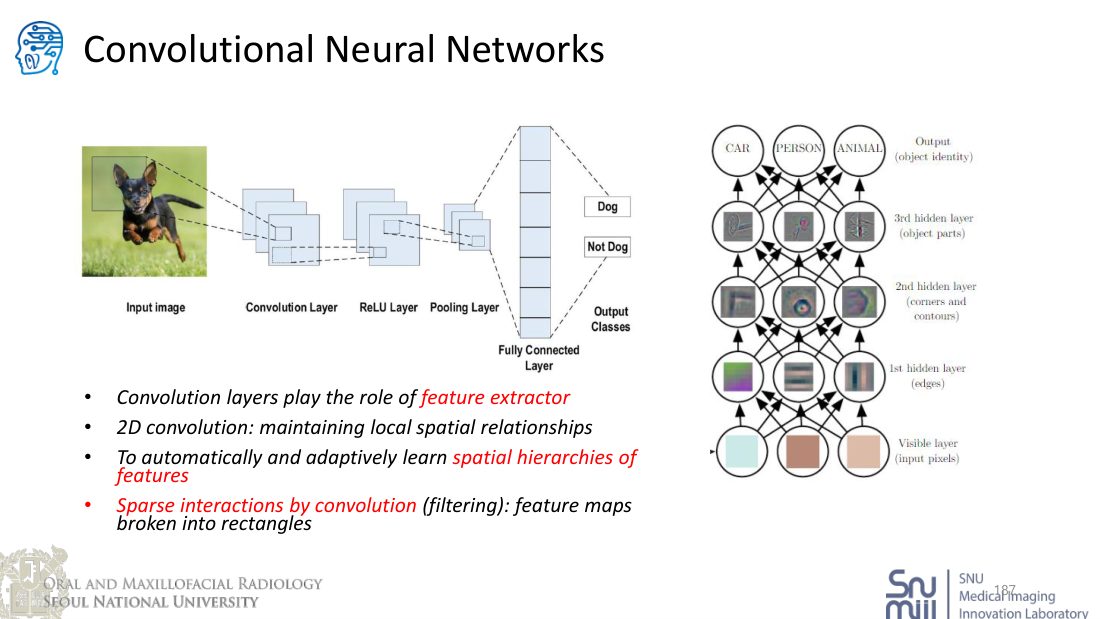 Convolutional Neural Networks
Input image
Convolution Layer
ReLU Layer
Pooling Layer
Fully Connected
Layer
Dog
Not Dog
Output
Classes
CAR
PERSON
ANIMAL
Output
(object identity)
3rd hidden layer
(object parts)
2nd hidden layer
(corners and
contours)
1st hidden layer
(edges)
Visible layer
(input pixels)
• Convolution layers play the role of feature extractor
• 2D convolution: maintaining local spatial relationships
• To automatically and adaptively learn spatial hierarchies of
features
• Sparse interactions by convolution (filtering): feature maps
broken into rectangles
ORAL AND MAXILLOFACIAL RADIOLOGY
SEOUL NATIONAL UNIVERSITY
SNU
mill
SNU
Medical Imaging
Innovation Laboratory
187